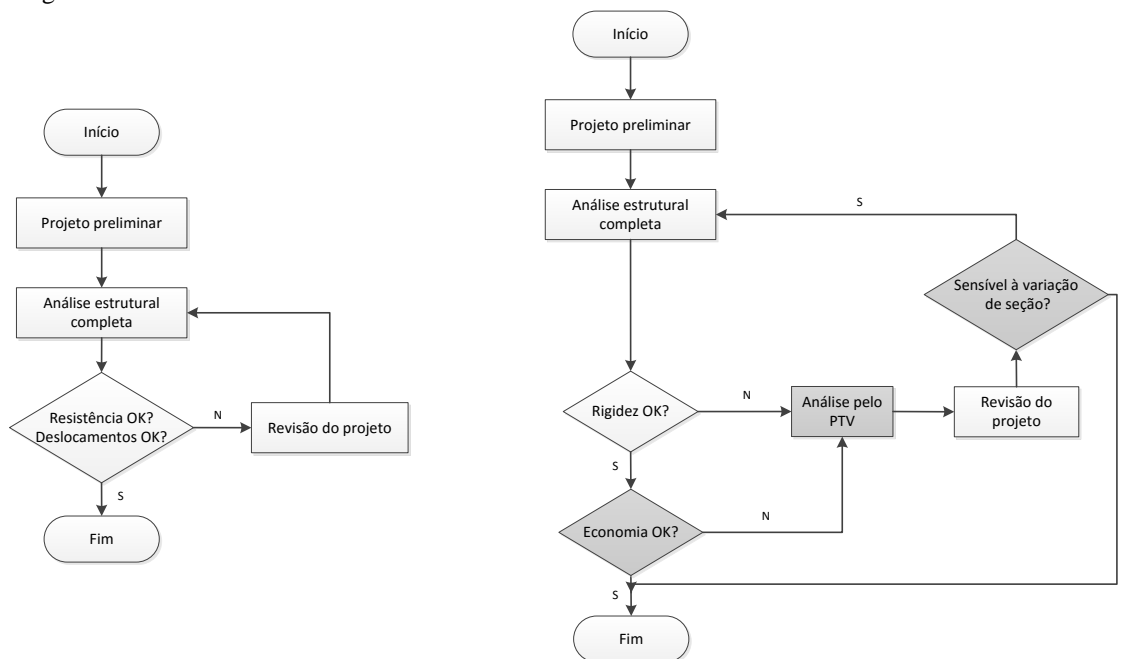 Início
Projeto preliminar
Análise estrutural
completa
Resistência OK?
Deslocamentos OK?
N
Revisão do projeto
S
Fim
Início
Projeto preliminar
Análise estrutural
completa
S
Sensível à variação
de seção?
Rigidez OK?
N
Análise pelo
PTV
Revisão do
projeto
S
Economia OK?
N
S
Fim